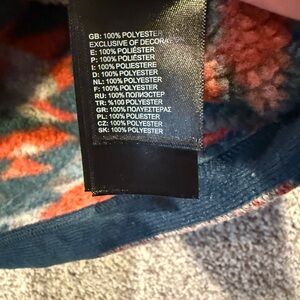 GB: 100% POLYESTER
EXCLUSIVE OF DECORATION
E: 100% POLIÉSTER
P: 100% POLIÉSTER
I: 100% POLIESTERE
D: 100% POLYESTER
NL: 100% POLYESTER
F: 100% POLYESTER
RU: 100% ПОЛИЭСТЕР
TR: %100 POLYESTER
GR: 100% ΠΟΛΥΕΣΤΕΡΑΣ
PL: 100% POLIESTER
CZ: 100% POLYESTER
SK: 100% POLYESTER